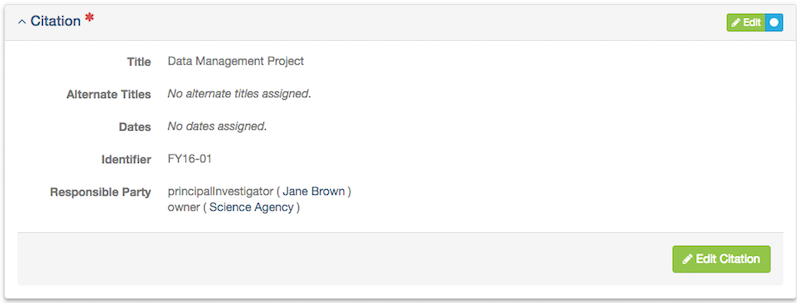 Citation * Edit
Title Data Management Project
Alternate Titles No alternate titles assigned.
Dates No dates assigned.
Identifier FY16-01
Responsible Party principalInvestigator ( Jane Brown )
owner ( Science Agency )
Edit Citation